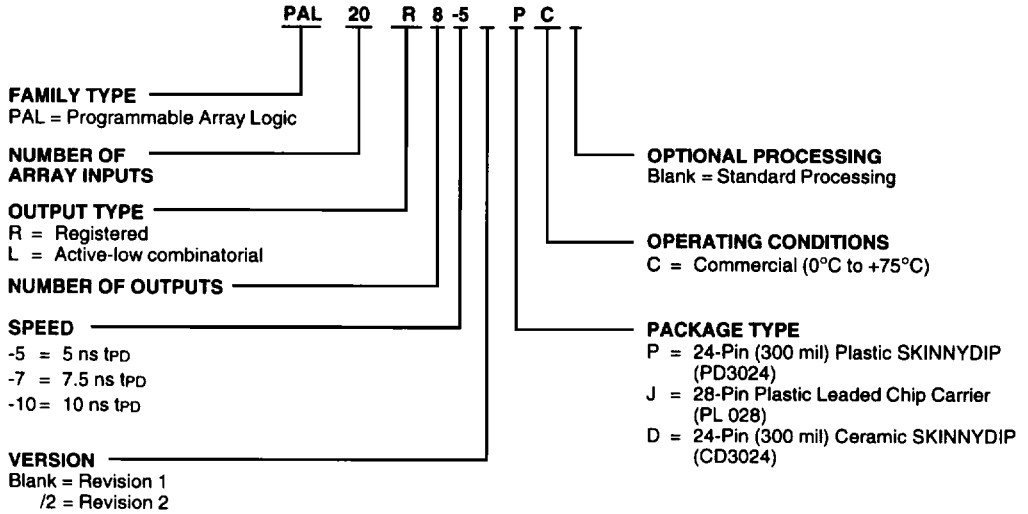 PAL 20 R 8 -5 P C
FAMILY TYPE
PAL = Programmable Array Logic
NUMBER OF
ARRAY INPUTS
OUTPUT TYPE
R = Registered
L = Active-low combinatorial
NUMBER OF OUTPUTS
SPEED
-5 = 5 ns tPD
-7 = 7.5 ns tPD
-10 = 10 ns tPD
VERSION
Blank = Revision 1
/2 = Revision 2
OPTIONAL PROCESSING
Blank = Standard Processing
OPERATING CONDITIONS
C = Commercial (0°C to +75°C)
PACKAGE TYPE
P = 24-Pin (300 mil) Plastic SKINNYDIP
(PD3024)
J = 28-Pin Plastic Leaded Chip Carrier
(PL 028)
D = 24-Pin (300 mil) Ceramic SKINNYDIP
(CD3024)